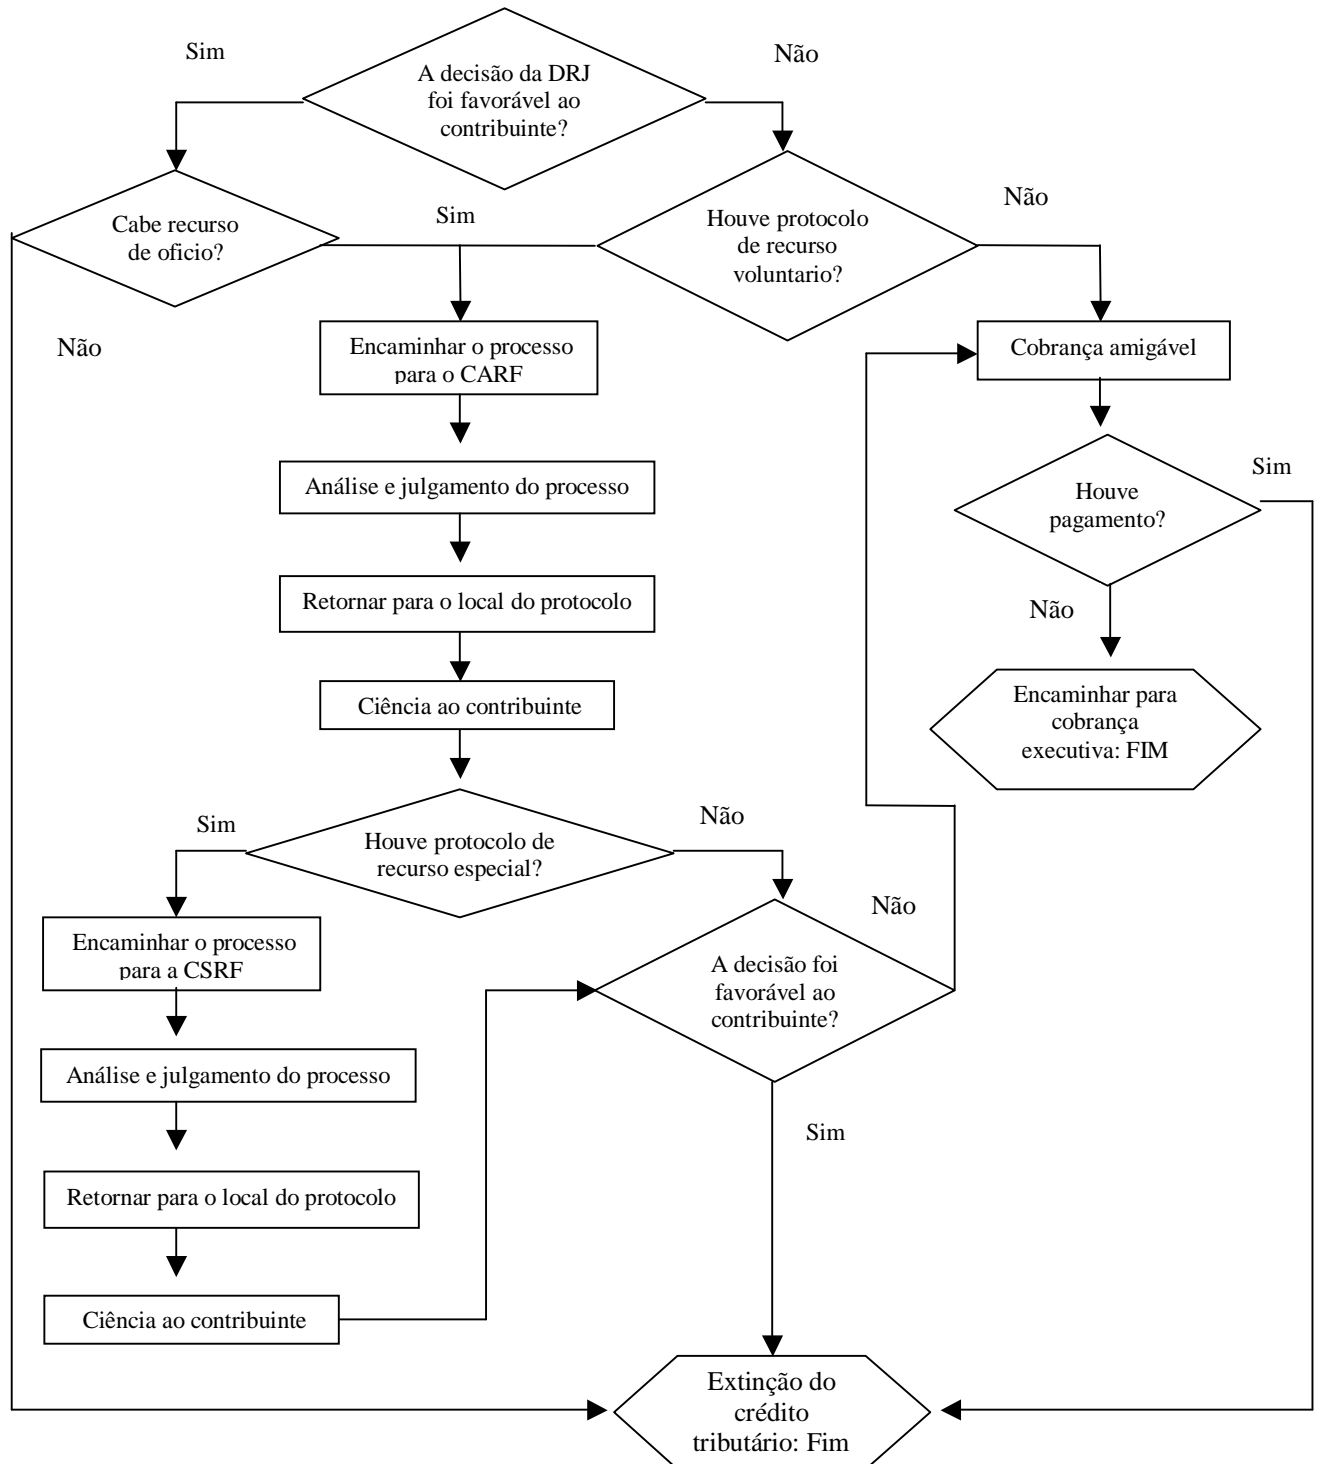 Sim
Não
A decisão da DRJ
foi favorável ao
contribuinte?
Cabe recurso
de oficio?
Sim
Houve protocolo
de recurso
voluntario?
Não
Não
Encaminhar o processo
para o CARF
Cobrança amigável
Análise e julgamento do processo
Houve
pagamento?
Sim
Retornar para o local do protocolo
Não
Ciência ao contribuinte
Encaminhar para
cobrança
executiva: FIM
Sim
Houve protocolo de
recurso especial?
Não
Não
Encaminhar o processo
para a CSRF
A decisão foi
favorável ao
contribuinte?
Análise e julgamento do processo
Sim
Retornar para o local do protocolo
Ciência ao contribuinte
Extinção do
crédito
tributário: Fim